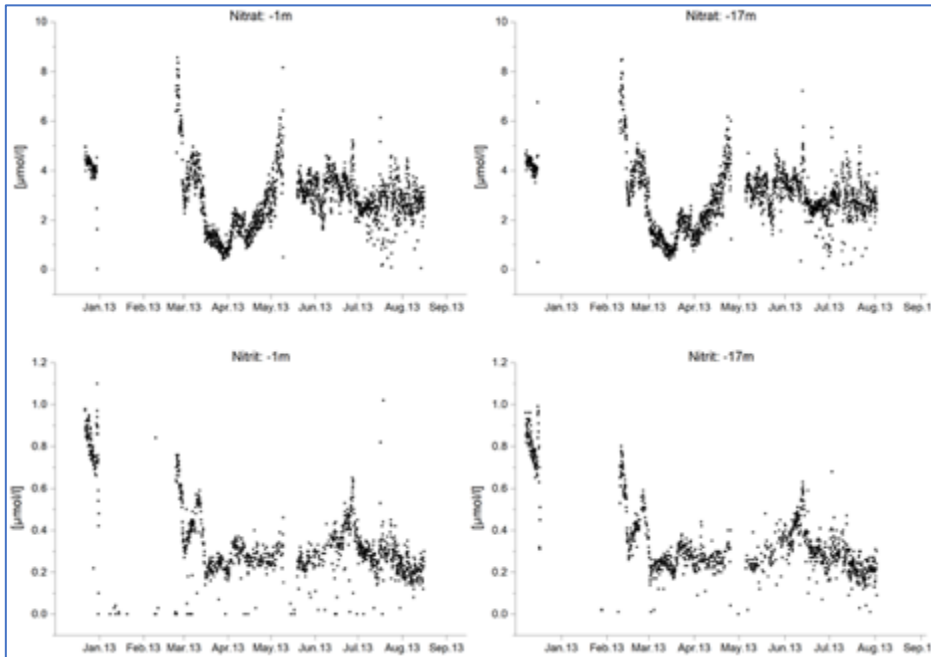 Nitrat: -1m
10
8
6
4
2
0
[µmol/l]
Jan.13 Feb.13 Mar.13 Apr.13 May.13 Jun.13 Jul.13 Aug.13 Sep.13
Nitrat: -17m
10
8
6
4
2
0
[µmol/l]
Jan.13 Feb.13 Mar.13 Apr.13 May.13 Jun.13 Jul.13 Aug.13 Sep.13
Nitrit: -1m
1.2
1.0
0.8
0.6
0.4
0.2
0.0
[µmol/l]
Jan.13 Feb.13 Mar.13 Apr.13 May.13 Jun.13 Jul.13 Aug.13 Sep.13
Nitrit: -17m
1.2
1.0
0.8
0.6
0.4
0.2
0.0
[µmol/l]
Jan.13 Feb.13 Mar.13 Apr.13 May.13 Jun.13 Jul.13 Aug.13 Sep.13